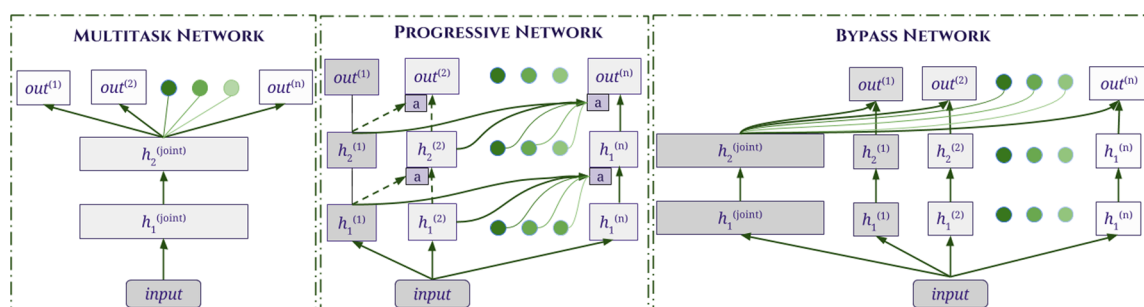 MULTITASK NETWORK
out(1) out(2) out(n)
h2(joint)
h1(joint)
input
PROGRESSIVE NETWORK
out(1) out(2) out(n)
a a
h2(1) h2(2) h1(n)
a a
h1(1) h1(2) h1(n)
input
BYPASS NETWORK
out(1) out(2) out(n)
h2(joint) h2(1) h2(2) h1(n)
h1(joint) h1(1) h1(2) h1(n)
input